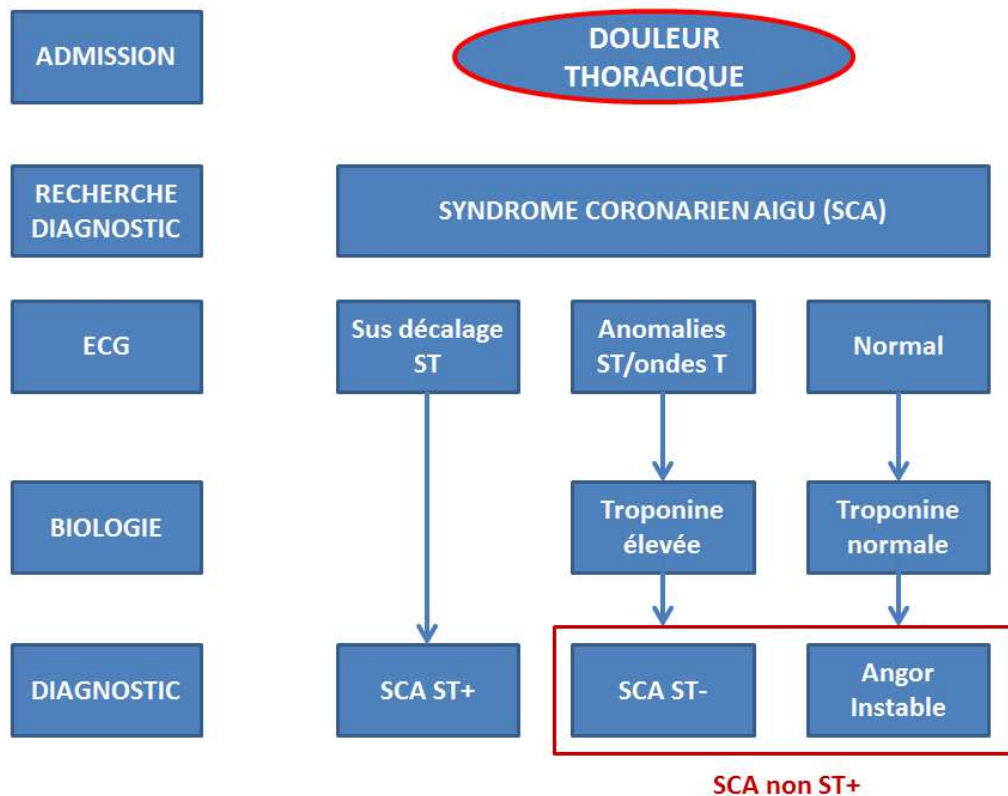 ADMISSION
DOULEUR
THORACIQUE
RECHERCHE
DIAGNOSTIC
SYNDROME CORONARIEN AIGU (SCA)
ECG
Sus décalage
ST
Anomalies
ST/ondes T
Normal
BIOLOGIE
Troponine
élevée
Troponine
normale
DIAGNOSTIC
SCA ST+
SCA ST-
Angor
Instable
SCA non ST+